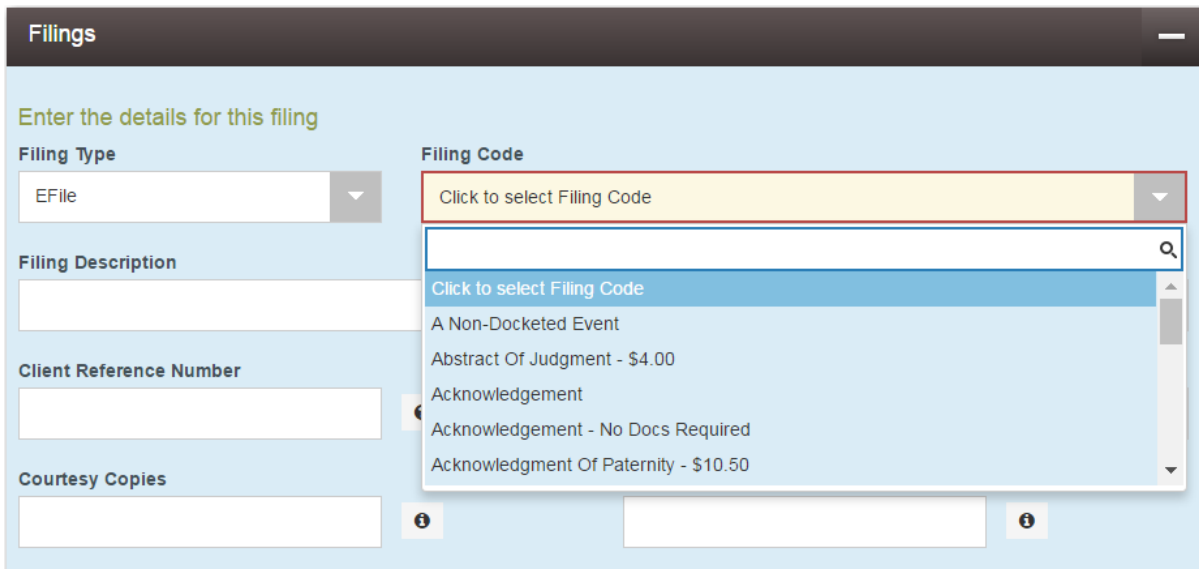 Filings
Enter the details for this filing
Filing Type
Filing Code
EFile
Click to select Filing Code
Filing Description
Click to select Filing Code
A Non-Docketed Event
Abstract Of Judgment - $4.00
Client Reference Number
Acknowledgement
Acknowledgement - No Docs Required
Acknowledgment Of Paternity - $10.50
Courtesy Copies